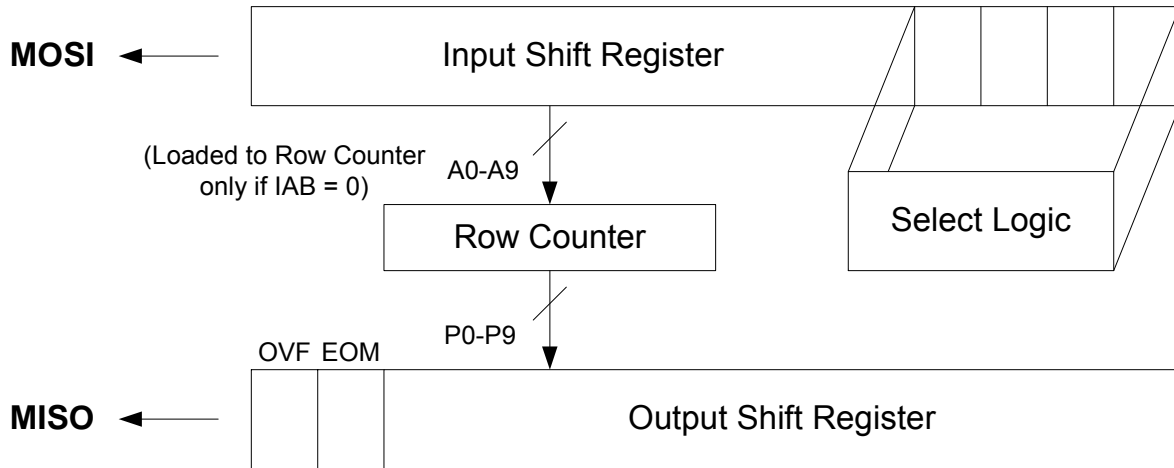 MOSI
Input Shift Register
(Loaded to Row Counter
only if IAB = 0)
A0-A9
Row Counter
Select Logic
P0-P9
OVF EOM
MISO
Output Shift Register